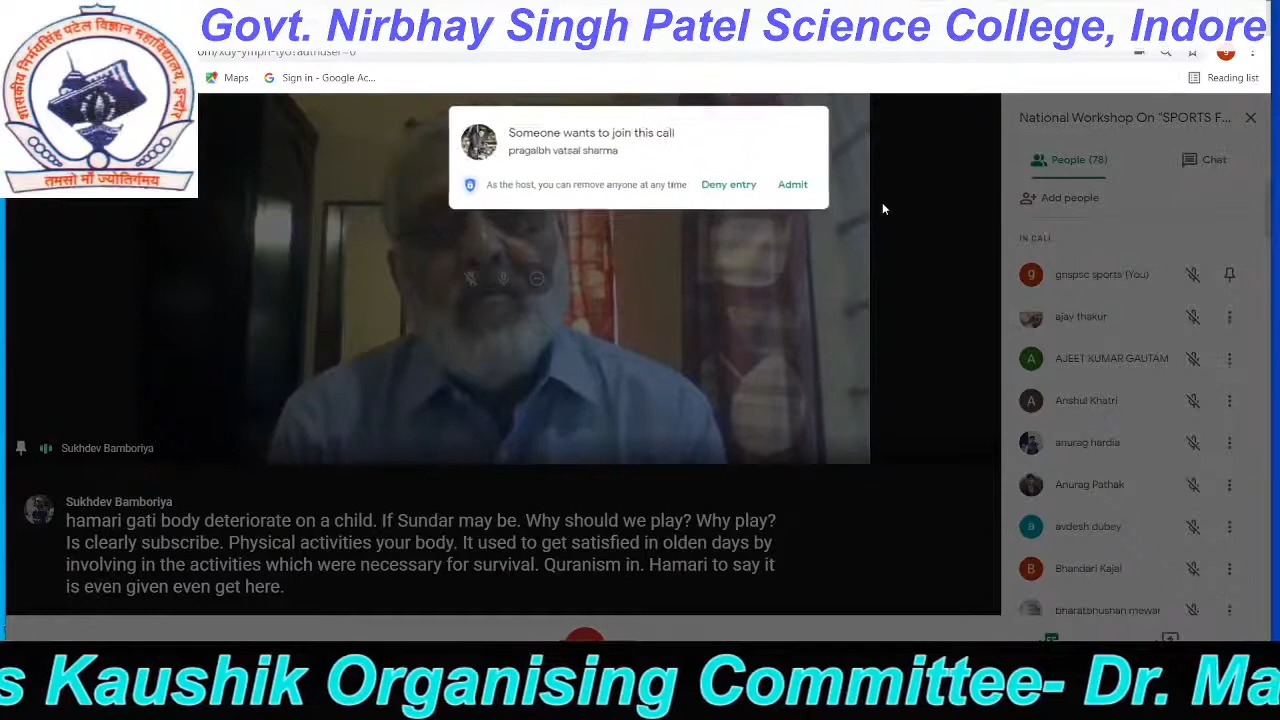 Govt. Nirbhay Singh Patel Science College, Indore
शासकीय निर्भयसिंह पटेल विज्ञान महाविद्यालय, इन्दौर
तमसो माँ ज्योतिर्गमय
Maps
Sign in - Google Ac...
Reading list
Someone wants to join this call
pragalbh vatsal sharma
As the host, you can remove anyone at any time
Deny entry
Admit
National Workshop On "SPORTS F...
People (78)
Chat
Add people
IN CALL
g
gnspsc sports (You)
ajay thakur
A
AJEET KUMAR GAUTAM
A
Anshul Khatri
anurag hardia
Anurag Pathak
a
avdesh dubey
B
Bhandari Kajal
bharatbhushan mewar
Sukhdev Bamboriya
Sukhdev Bamboriya
hamari gati body deteriorate on a child. If Sundar may be. Why should we play? Why play?
Is clearly subscribe. Physical activities your body. It used to get satisfied in olden days by
involving in the activities which were necessary for survival. Quranism in. Hamari to say it
is even given even get here.
s Kaushik Organising Committee- Dr. Ma